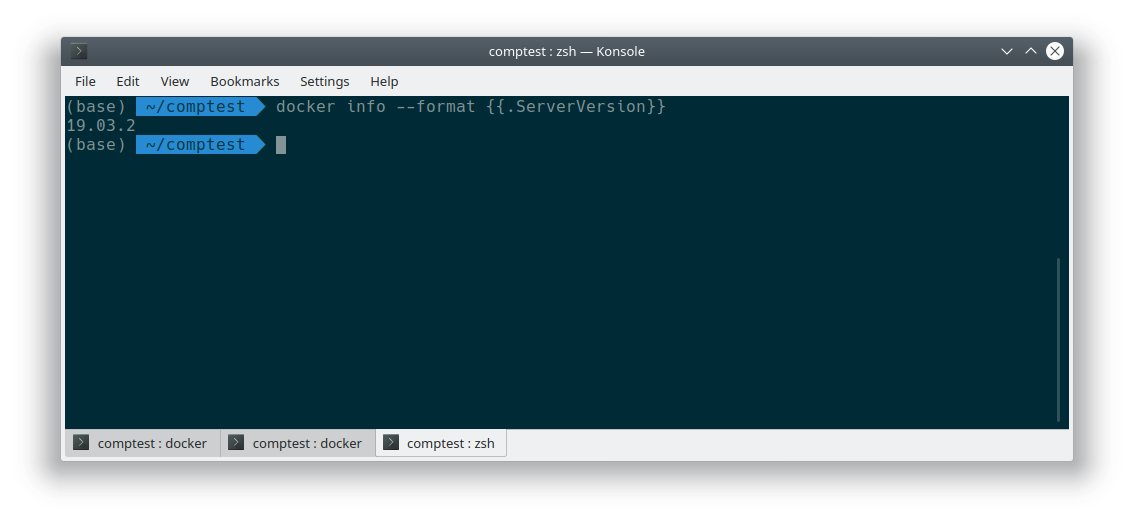 comptest : zsh — Konsole
File Edit View Bookmarks Settings Help
(base) ~/comptest docker info --format {{.ServerVersion}}
19.03.2
(base) ~/comptest
comptest : docker comptest : docker comptest : zsh